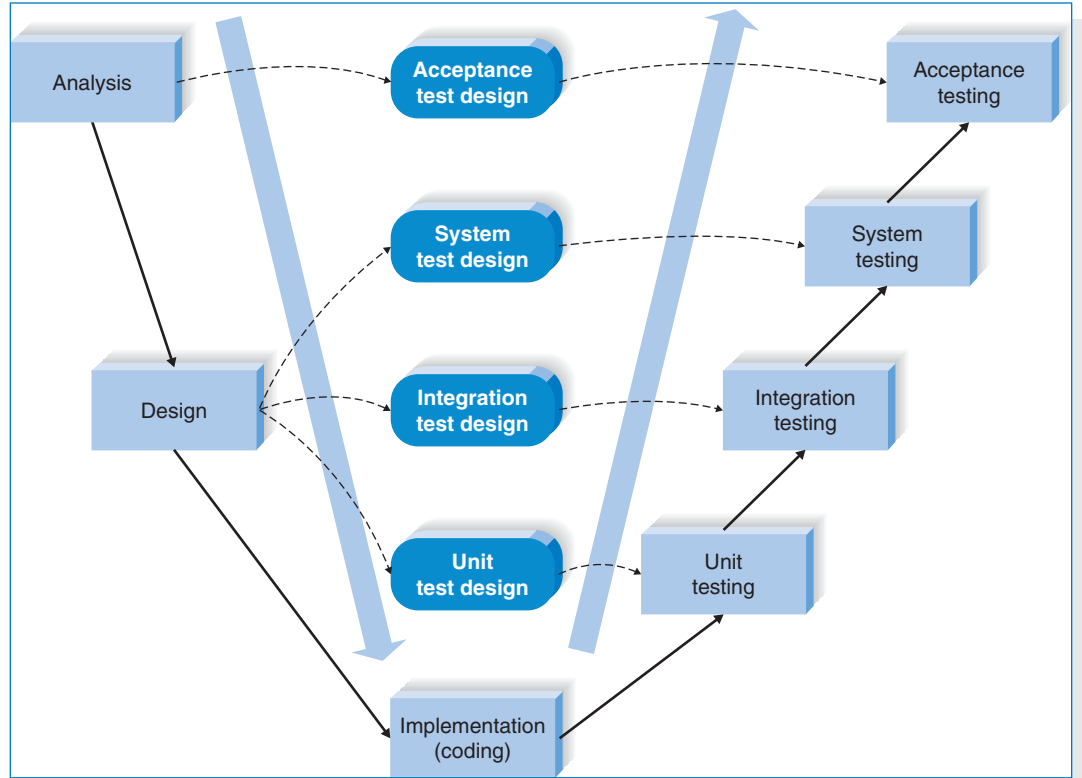 Analysis
Acceptance
test design
Acceptance
testing
System
test design
System
testing
Design
Integration
test design
Integration
testing
Unit
test design
Unit
testing
Implementation
(coding)